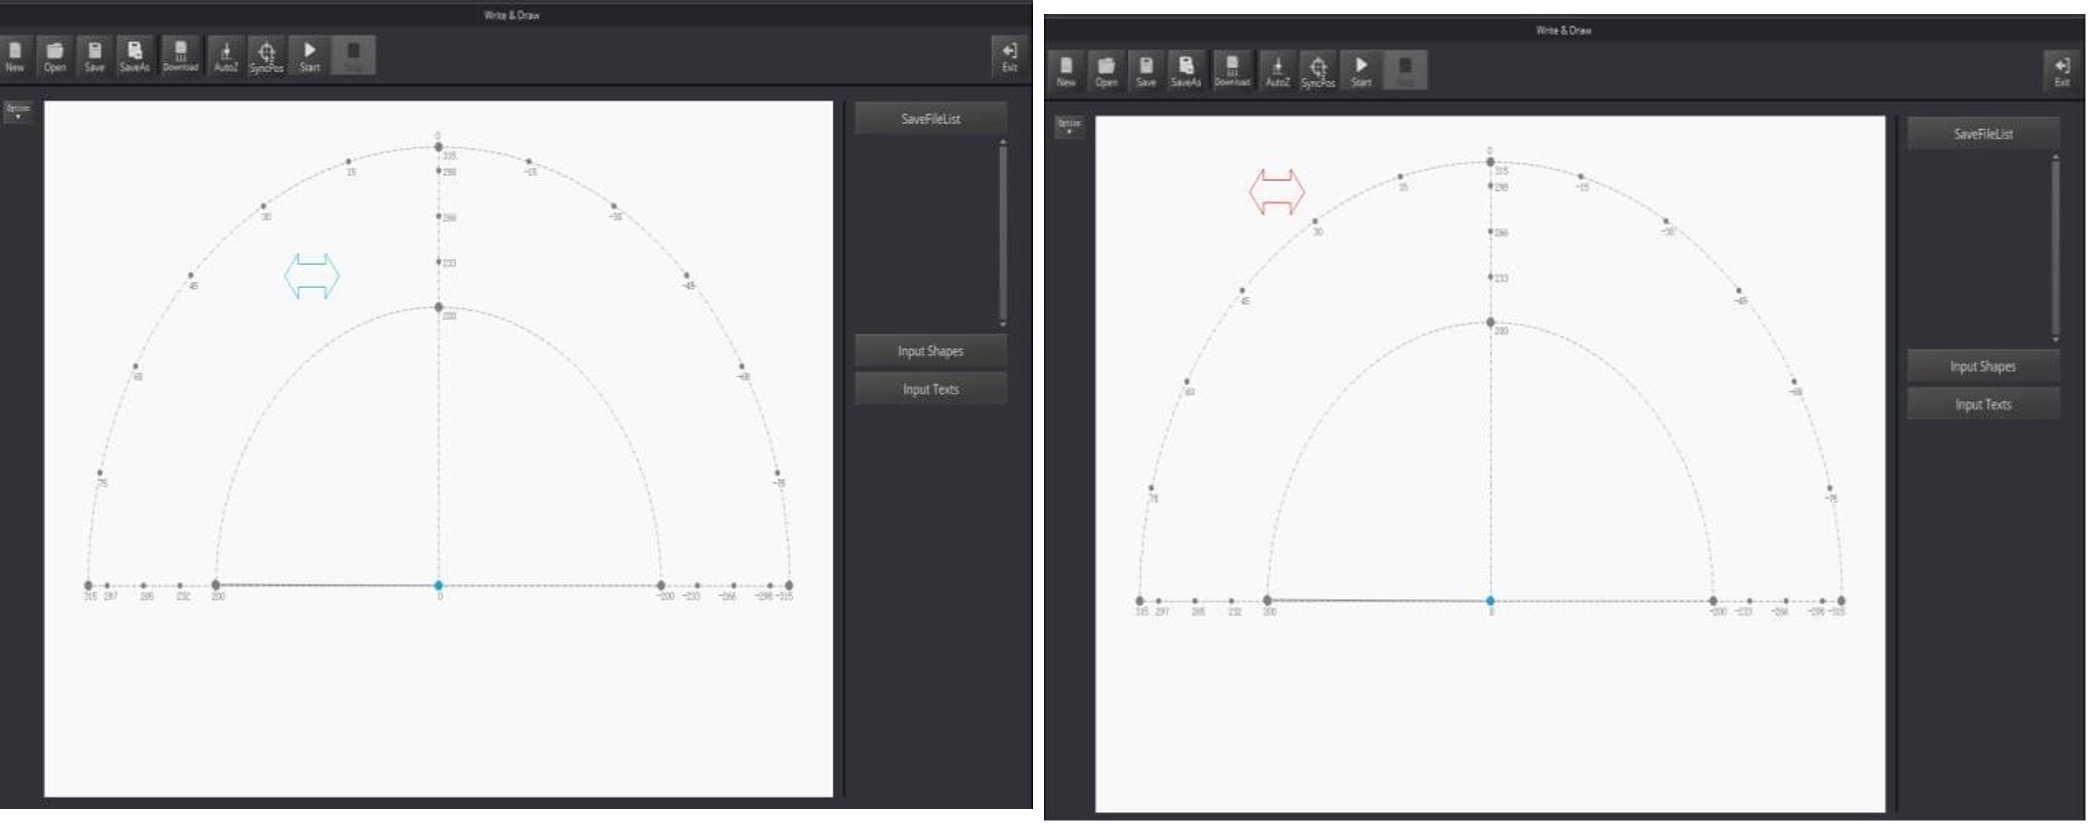 Write & Draw
New Open Save SaveAs Download AutoZ SyncPos Start Exit
Option
SaveFileList
0
315
15 298 -15
30 266 -30
45 233 -45
200
60 -60
75 -75
315 297 265 232 200 0 -200 -233 -266 -298 -315
Input Shapes
Input Texts
Write & Draw
New Open Save SaveAs Download AutoZ SyncPos Start Exit
Option
SaveFileList
0
315
15 298 -15
30 266 -30
45 233 -45
200
60 -60
75 -75
315 297 265 232 200 0 -200 -233 -266 -298 -315
Input Shapes
Input Texts